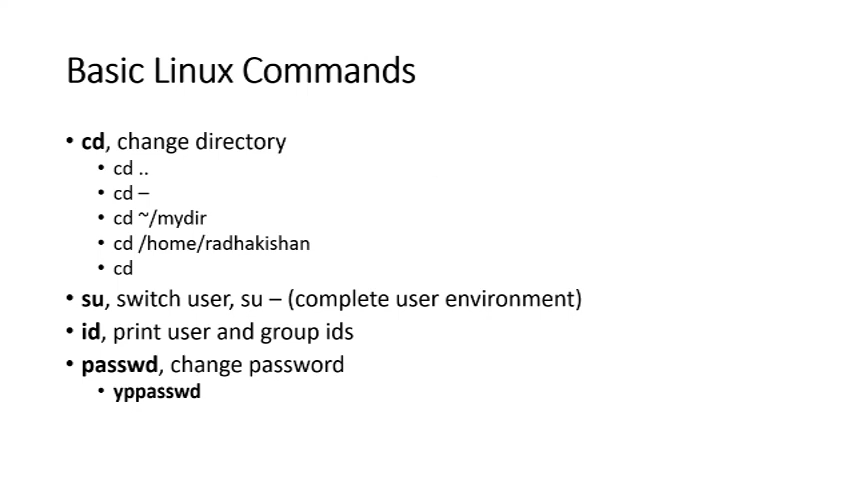 Basic Linux Commands
• cd, change directory
• cd ..
• cd –
• cd ~/mydir
• cd /home/radhakishan
• cd
• su, switch user, su – (complete user environment)
• id, print user and group ids
• passwd, change password
• yppasswd